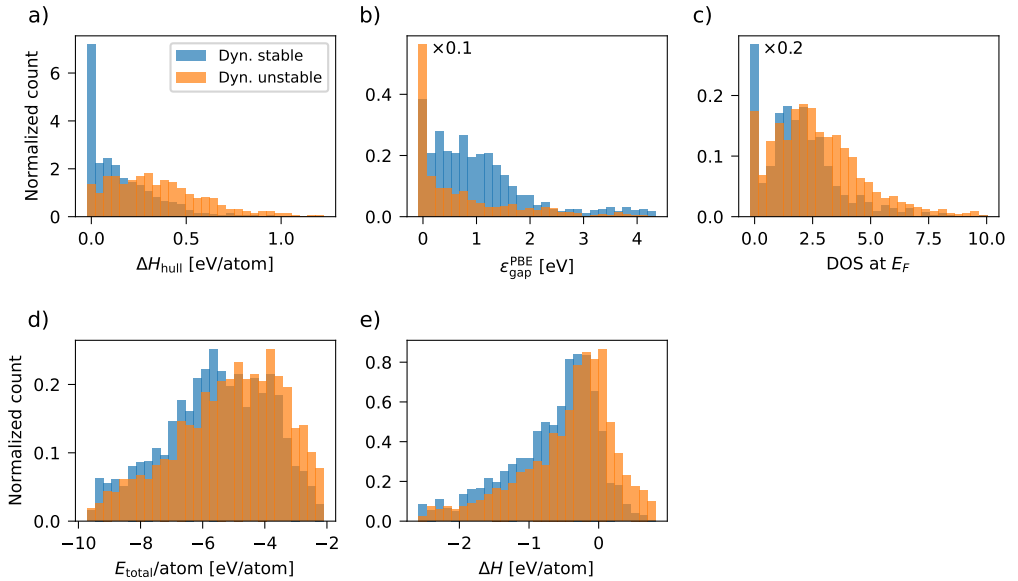 a)
b)
c)
Normalized count
6
4
2
0
Dyn. stable
Dyn. unstable
0.0
0.5
1.0
ΔH_hull [eV/atom]
×0.1
0.4
0.2
0.0
0
1
2
3
4
ε^PBE_gap [eV]
×0.2
0.2
0.1
0.0
0.0
2.5
5.0
7.5
10.0
DOS at E_F
d)
e)
Normalized count
0.2
0.1
0.0
−10
−8
−6
−4
−2
E_total/atom [eV/atom]
0.8
0.6
0.4
0.2
0.0
−2
−1
0
ΔH [eV/atom]